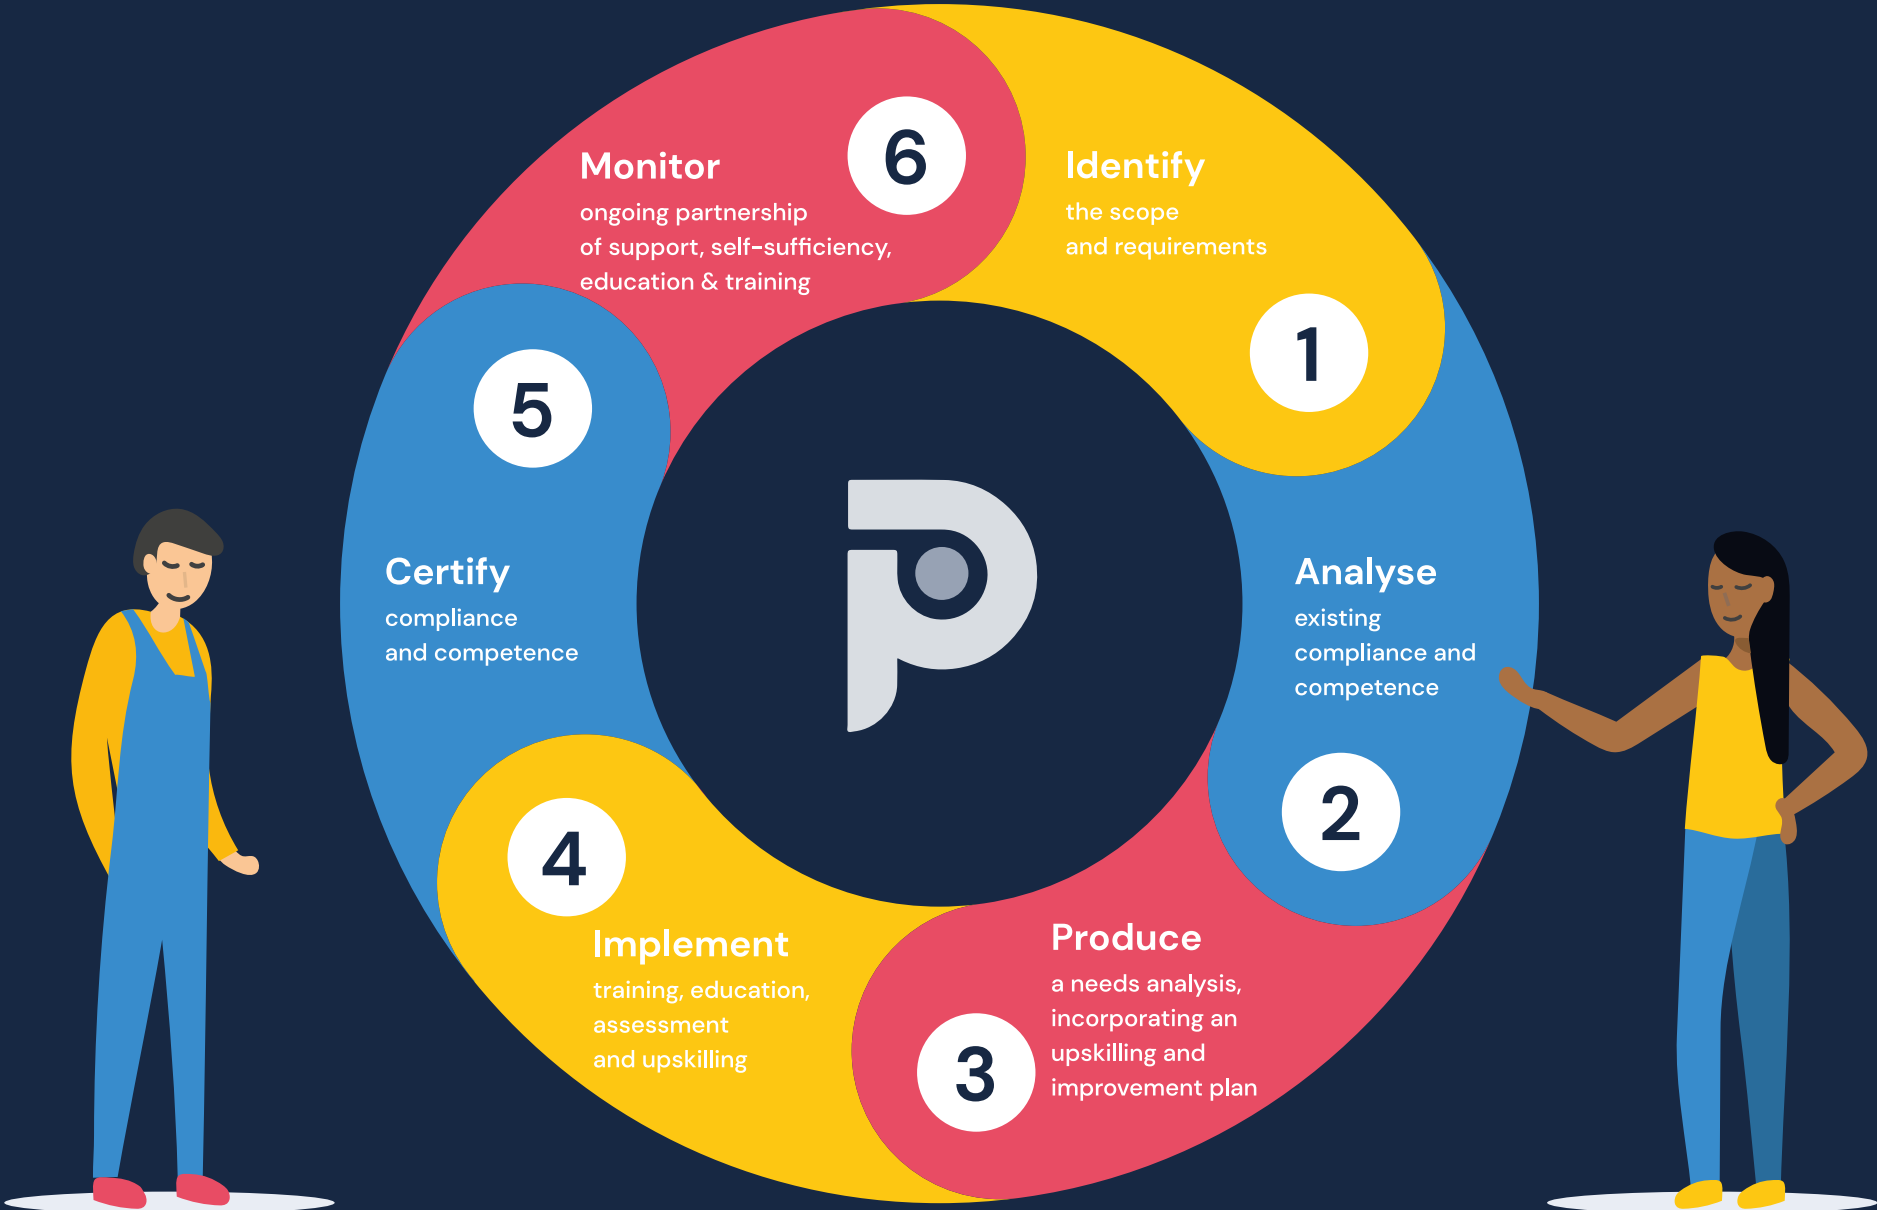 1
Identify
the scope
and requirements
Analyse
existing
compliance and
competence
2
Produce
a needs analysis,
incorporating an
upskilling and
improvement plan
3
4
Implement
training, education,
assessment
and upskilling
5
Certify
compliance
and competence
6
Monitor
ongoing partnership
of support, self-sufficiency,
education & training
P